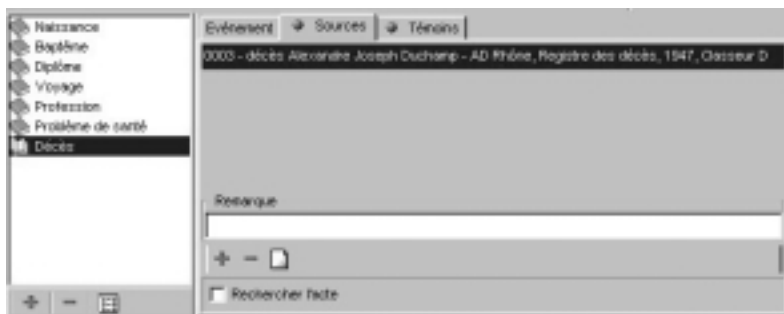 Naissance
Baptême
Diplôme
Voyage
Profession
Problème de santé
Décès
Evénement Sources Témoins
0003 - décès Alexandre Joseph Duchamp - AD Rhône, Registre des décès, 1947, Classeur D
Remarque
Rechercher l'acte